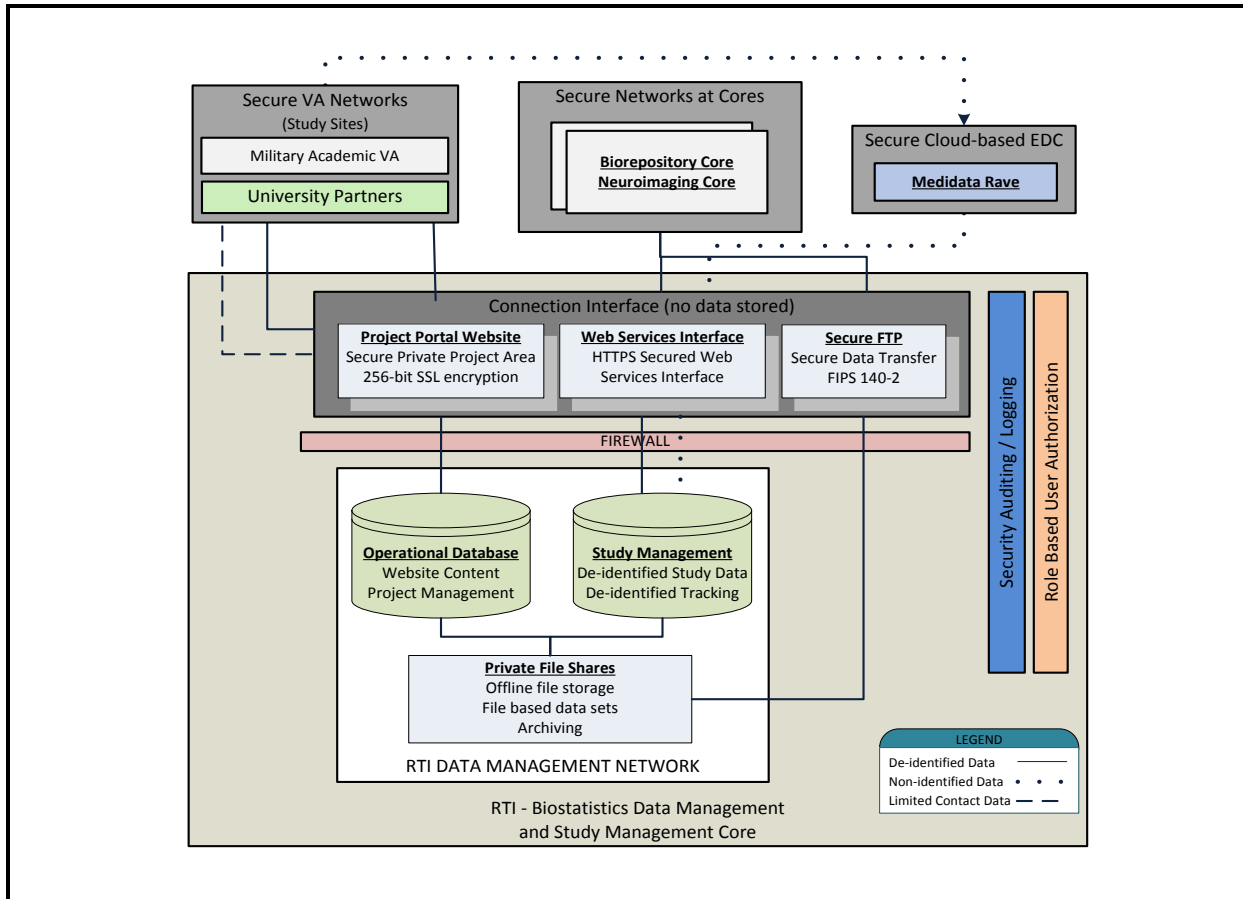 Secure VA Networks
(Study Sites)
Military Academic VA
University Partners
Secure Networks at Cores
Biorepository Core
Neuroimaging Core
Secure Cloud-based EDC
Medidata Rave
Connection Interface (no data stored)
Project Portal Website
Secure Private Project Area
256-bit SSL encryption
Web Services Interface
HTTPS Secured Web
Services Interface
Secure FTP
Secure Data Transfer
FIPS 140-2
FIREWALL
Security Auditing / Logging
Role Based User Authorization
Operational Database
Website Content
Project Management
Study Management
De-identified Study Data
De-identified Tracking
Private File Shares
Offline file storage
File based data sets
Archiving
RTI DATA MANAGEMENT NETWORK
RTI - Biostatistics Data Management
and Study Management Core
LEGEND
De-identified Data
Non-identified Data
Limited Contact Data